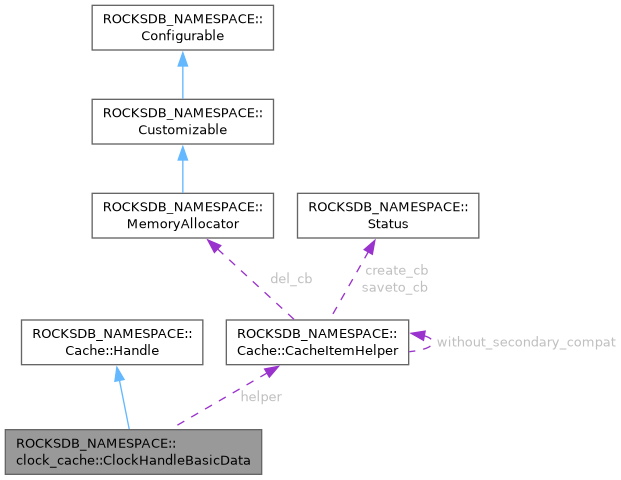 ROCKSDB_NAMESPACE::
Configurable
ROCKSDB_NAMESPACE::
Customizable
ROCKSDB_NAMESPACE::
MemoryAllocator
ROCKSDB_NAMESPACE::
Status
del_cb
create_cb
saveto_cb
ROCKSDB_NAMESPACE::
Cache::Handle
ROCKSDB_NAMESPACE::
Cache::CacheItemHelper
without_secondary_compat
helper
ROCKSDB_NAMESPACE::
clock_cache::ClockHandleBasicData